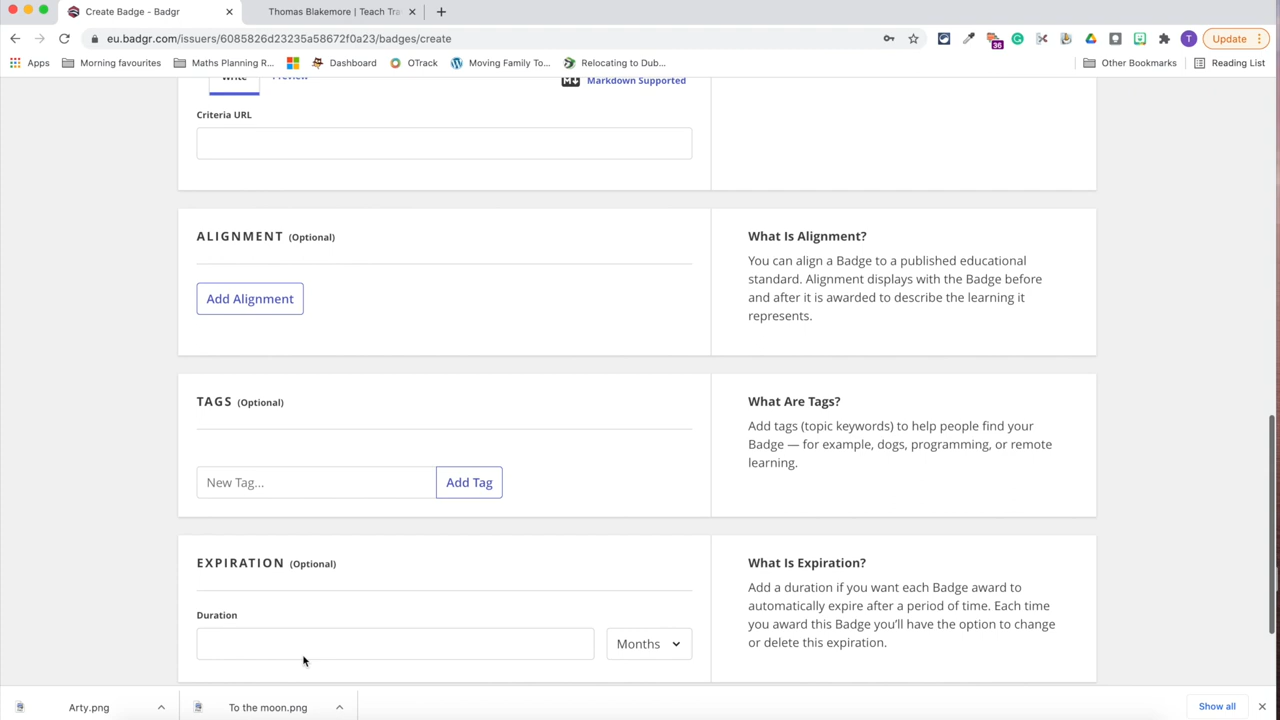 Create Badge - Badgr
Thomas Blakemore | Teach Tra
eu.badgr.com/issuers/6085826d23235a58672f0a23/badges/create
36
T
Update
Apps
Morning favourites
Maths Planning R...
Dashboard
OTrack
Moving Family To...
Relocating to Dub...
Other Bookmarks
Reading List
Write
Preview
Markdown Supported
Criteria URL
ALIGNMENT (Optional)
Add Alignment
What Is Alignment?
You can align a Badge to a published educational
standard. Alignment displays with the Badge before
and after it is awarded to describe the learning it
represents.
TAGS (Optional)
New Tag...
Add Tag
What Are Tags?
Add tags (topic keywords) to help people find your
Badge — for example, dogs, programming, or remote
learning.
EXPIRATION (Optional)
Duration
Months
What Is Expiration?
Add a duration if you want each Badge award to
automatically expire after a period of time. Each time
you award this Badge you'll have the option to change
or delete this expiration.
Arty.png
To the moon.png
Show all